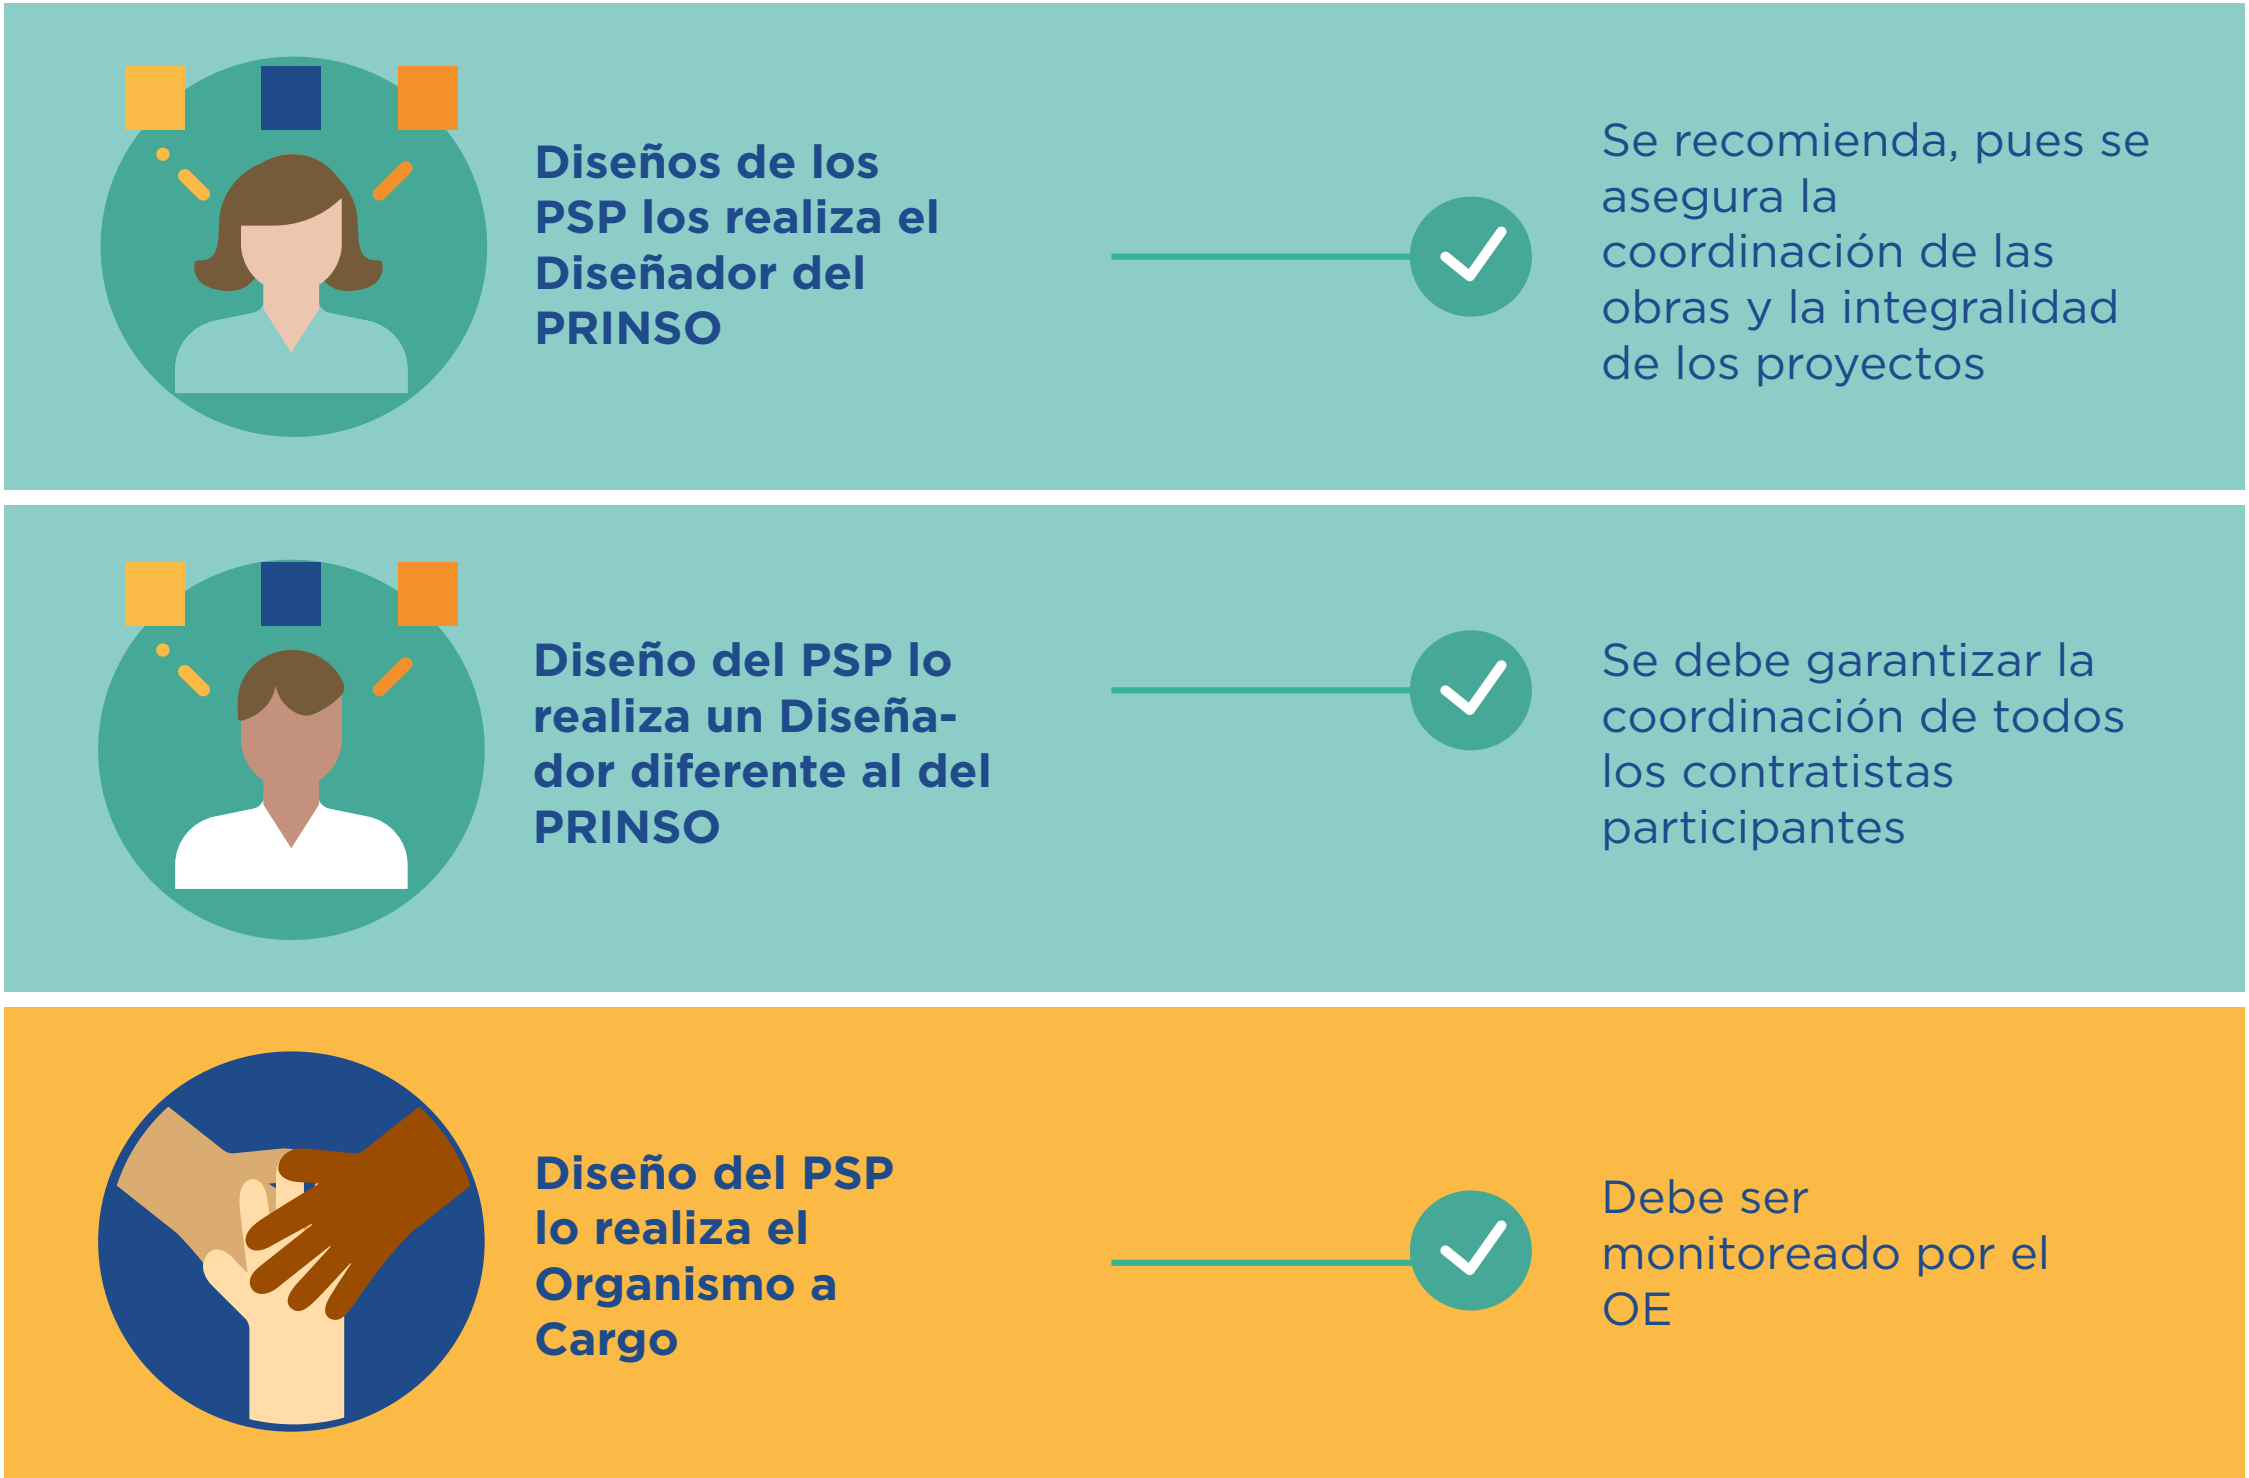 Diseños de los
PSP los realiza el
Diseñador del
PRINSO
Se recomienda, pues se
asegura la
coordinación de las
obras y la integralidad
de los proyectos
Diseño del PSP lo
realiza un Diseña-
dor diferente al del
PRINSO
Se debe garantizar la
coordinación de todos
los contratistas
participantes
Diseño del PSP
lo realiza el
Organismo a
Cargo
Debe ser
monitoreado por el
OE